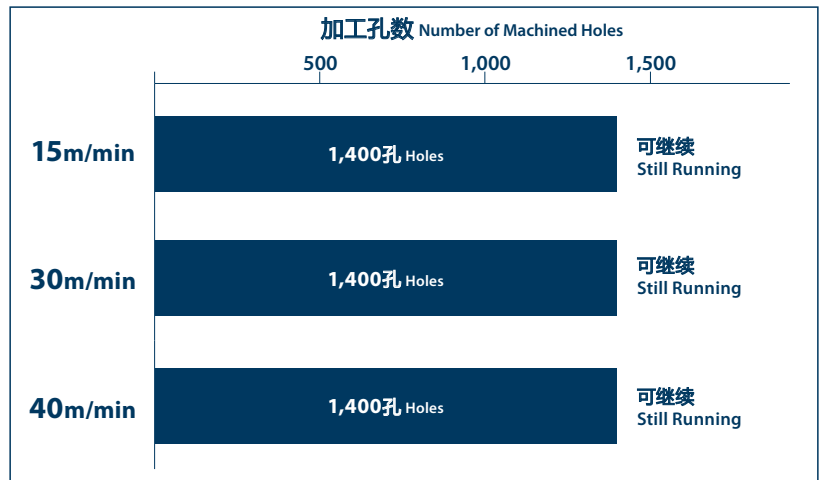 加工孔数 Number of Machined Holes
500 1,000 1,500
15m/min 1,400孔 Holes 可继续
Still Running
30m/min 1,400孔 Holes 可继续
Still Running
40m/min 1,400孔 Holes 可继续
Still Running